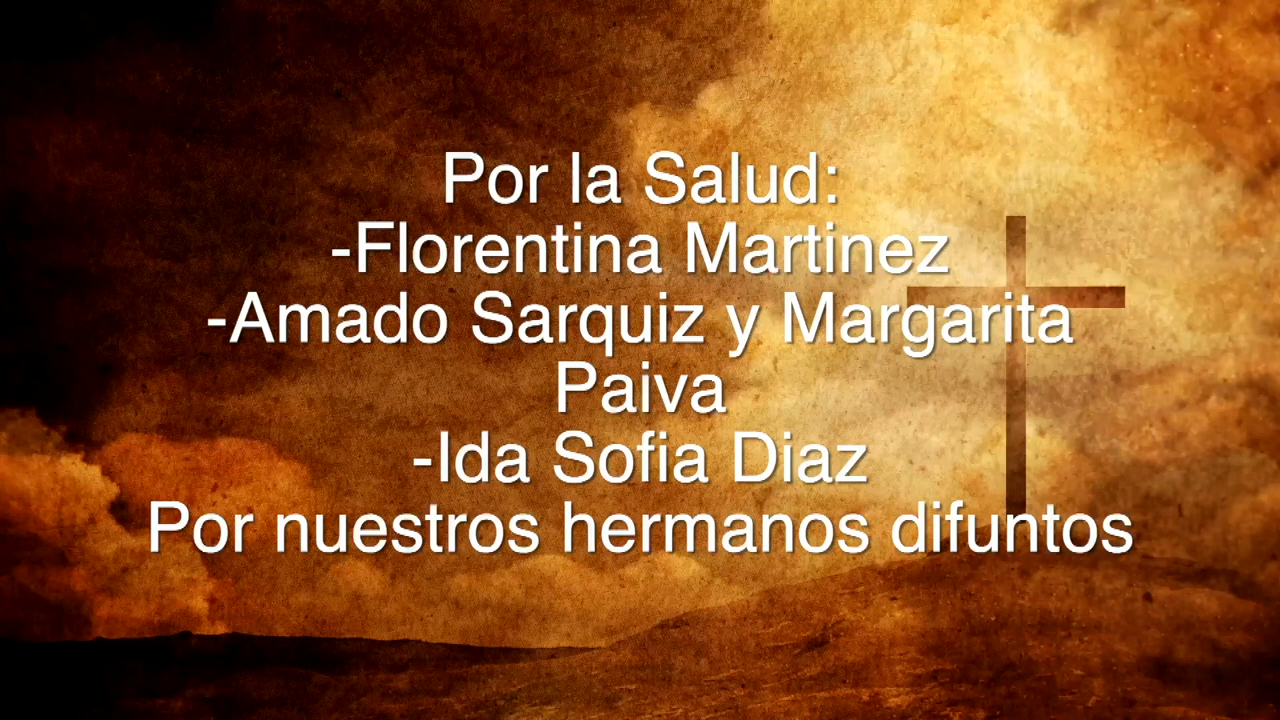 Por la Salud:
-Florentina Martinez
-Amado Sarquiz y Margarita
Paiva
-Ida Sofia Diaz
Por nuestros hermanos difuntos